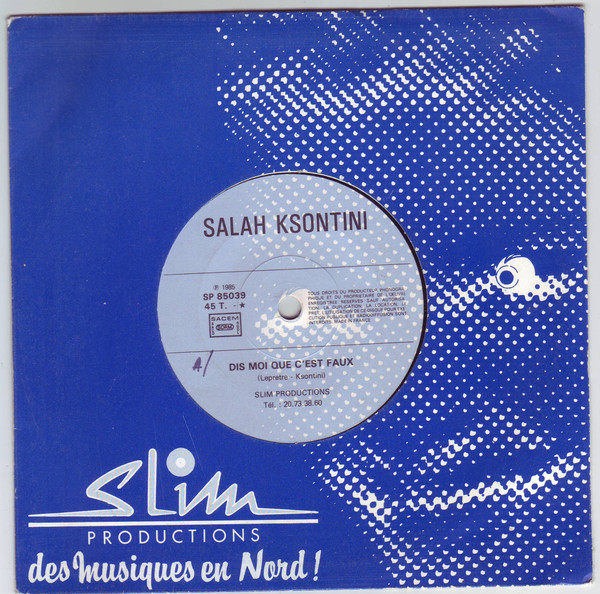 SALAH KSONTINI
℗ 1985
SP 85039
45 T. - ★
SACEM
SDRM
TOUS DROITS DU PRODUCTEUR PHONOGRA-
PHIQUE ET DU PROPRIETAIRE DE L'ŒUVRE
ENREGISTREE RESERVES SAUF AUTORISA-
TION LA DUPLICATION, LA LOCATION, LE
PRET, L'UTILISATION DE CE DISQUE POUR EXE-
CUTION PUBLIQUE ET RADIODIFFUSION SONT
INTERDITS. MADE IN FRANCE
A/
DIS MOI QUE C'EST FAUX
(Lepretre - Ksontini)
SLIM PRODUCTIONS
Tél. : 20.73.38.60
Slim
PRODUCTIONS
des Musiques en Nord !